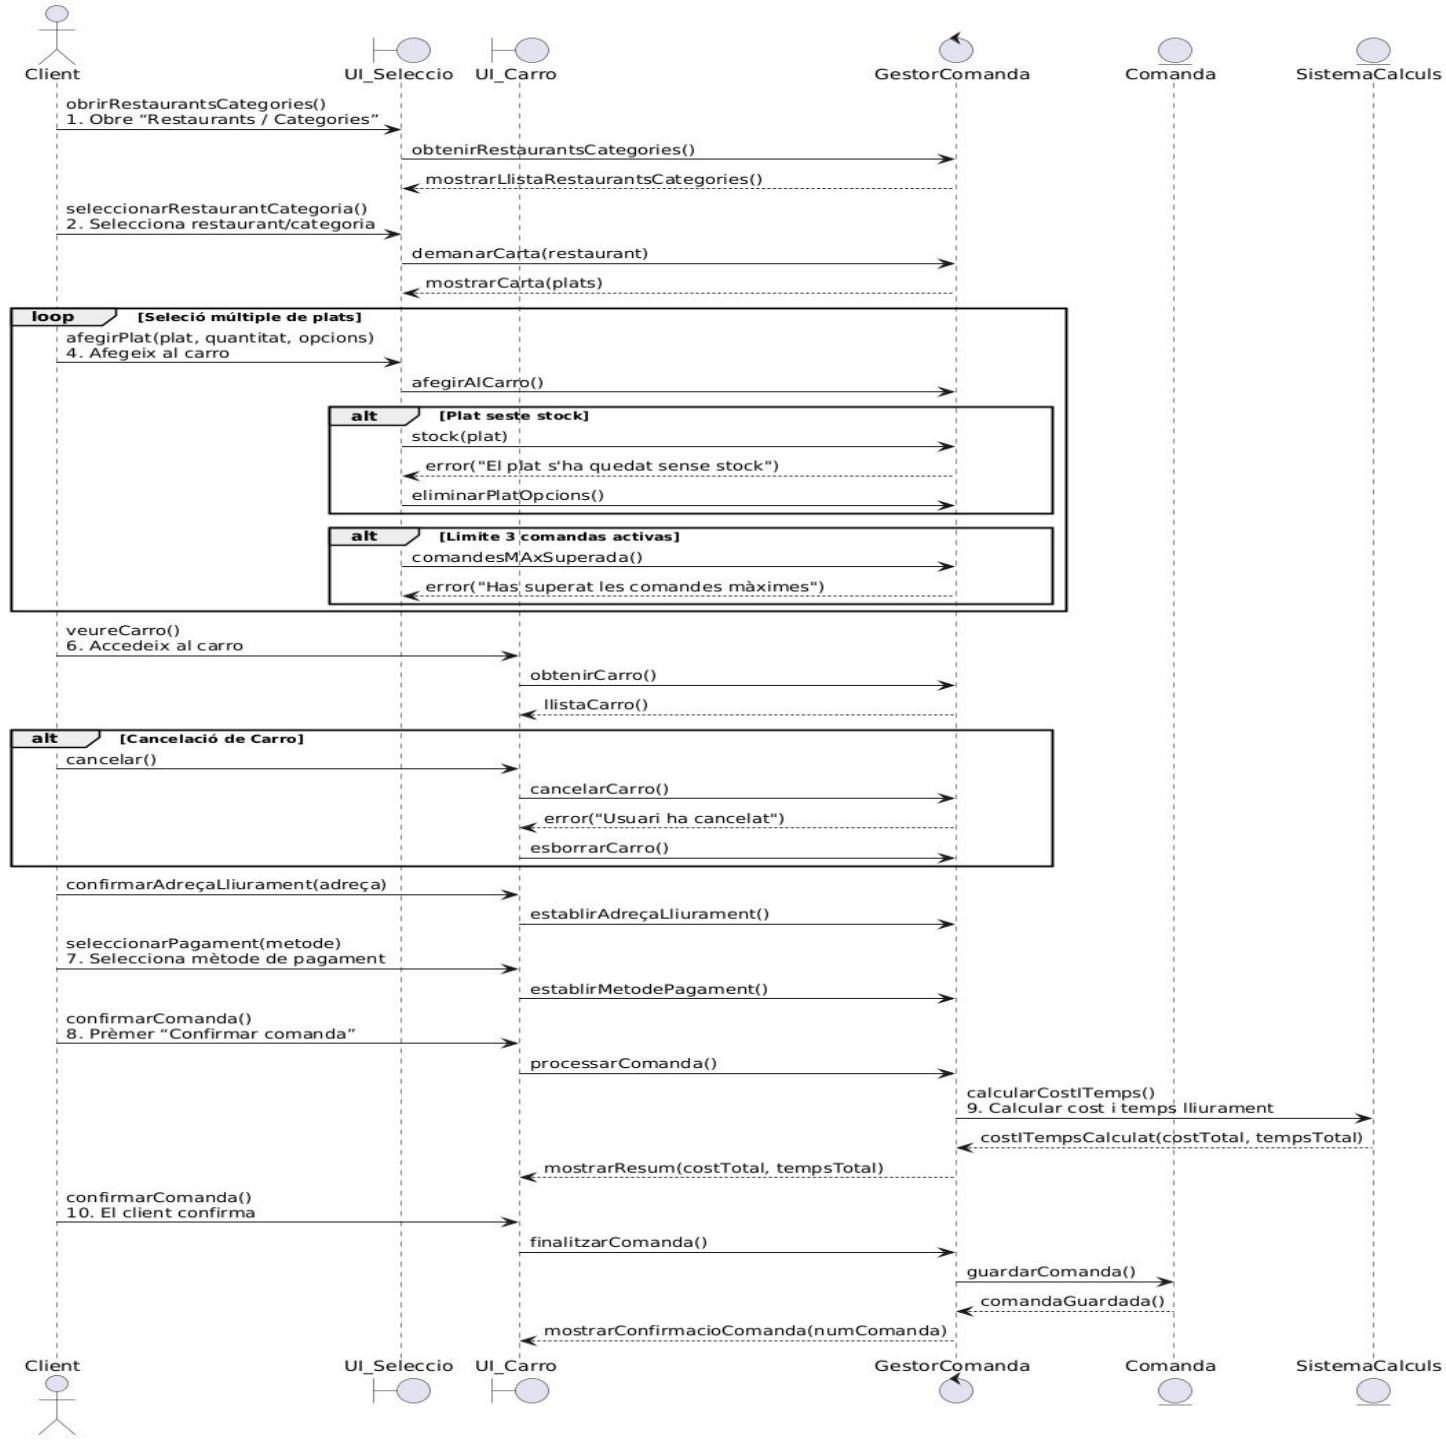 Client
UI_Seleccio
UI_Carro
GestorComanda
Comanda
SistemaCalculs
obrirRestaurantsCategories()
1. Obre “Restaurants / Categories”
obtenirRestaurantsCategories()
mostrarLlistaRestaurantsCategories()
seleccionarRestaurantCategoria()
2. Selecciona restaurant/categoria
demanarCarta(restaurant)
mostrarCarta(plats)
loop [Seleció múltiple de plats]
afegirPlat(plat, quantitat, opcions)
4. Afegeix al carro
afegirAlCarro()
alt [Plat seste stock]
stock(plat)
error("El plat s'ha quedat sense stock")
eliminarPlatOpcions()
alt [Limite 3 comandas activas]
comandesMAxSuperada()
error("Has superat les comandes màximes")
veureCarro()
6. Accedeix al carro
obtenirCarro()
llistaCarro()
alt [Cancelació de Carro]
cancelar()
cancelarCarro()
error("Usuari ha cancelat")
esborrarCarro()
confirmarAdreçaLliurament(adreça)
establirAdreçaLliurament()
seleccionarPagament(metode)
7. Selecciona mètode de pagament
establirMetodePagament()
confirmarComanda()
8. Prèmer “Confirmar comanda”
processarComanda()
calcularCostITemps()
9. Calcular cost i temps lliurament
costITempsCalculat(costTotal, tempsTotal)
mostrarResum(costTotal, tempsTotal)
confirmarComanda()
10. El client confirma
finalitzarComanda()
guardarComanda()
comandaGuardada()
mostrarConfirmacioComanda(numComanda)
Client
UI_Seleccio
UI_Carro
GestorComanda
Comanda
SistemaCalculs